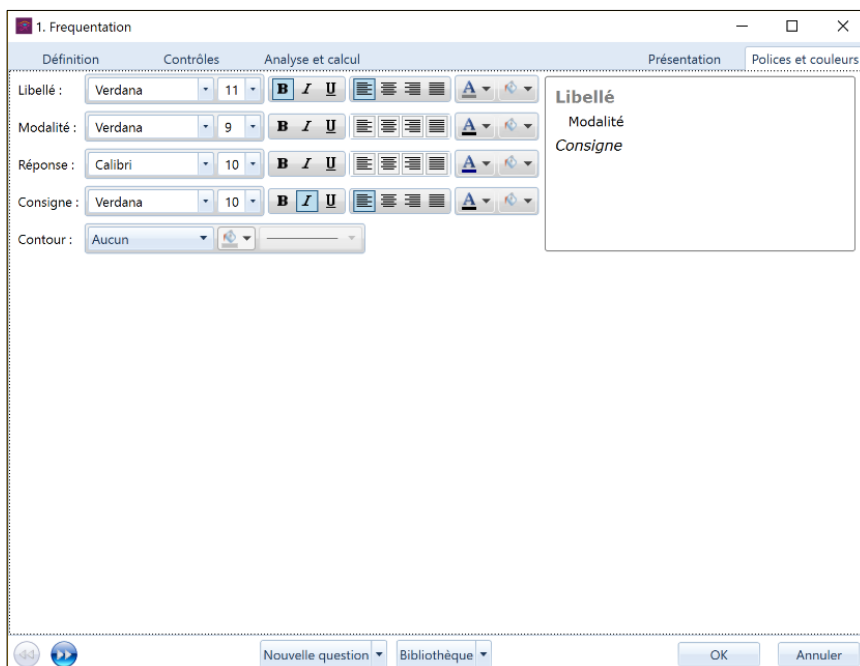 1. Frequentation
Définition Contrôles Analyse et calcul Présentation Polices et couleurs
Libellé : Verdana 11 B I U A
Modalité : Verdana 9 B I U A
Réponse : Calibri 10 B I U A
Consigne : Verdana 10 B I U A
Contour : Aucun
Libellé
Modalité
Consigne
Nouvelle question Bibliothèque OK Annuler